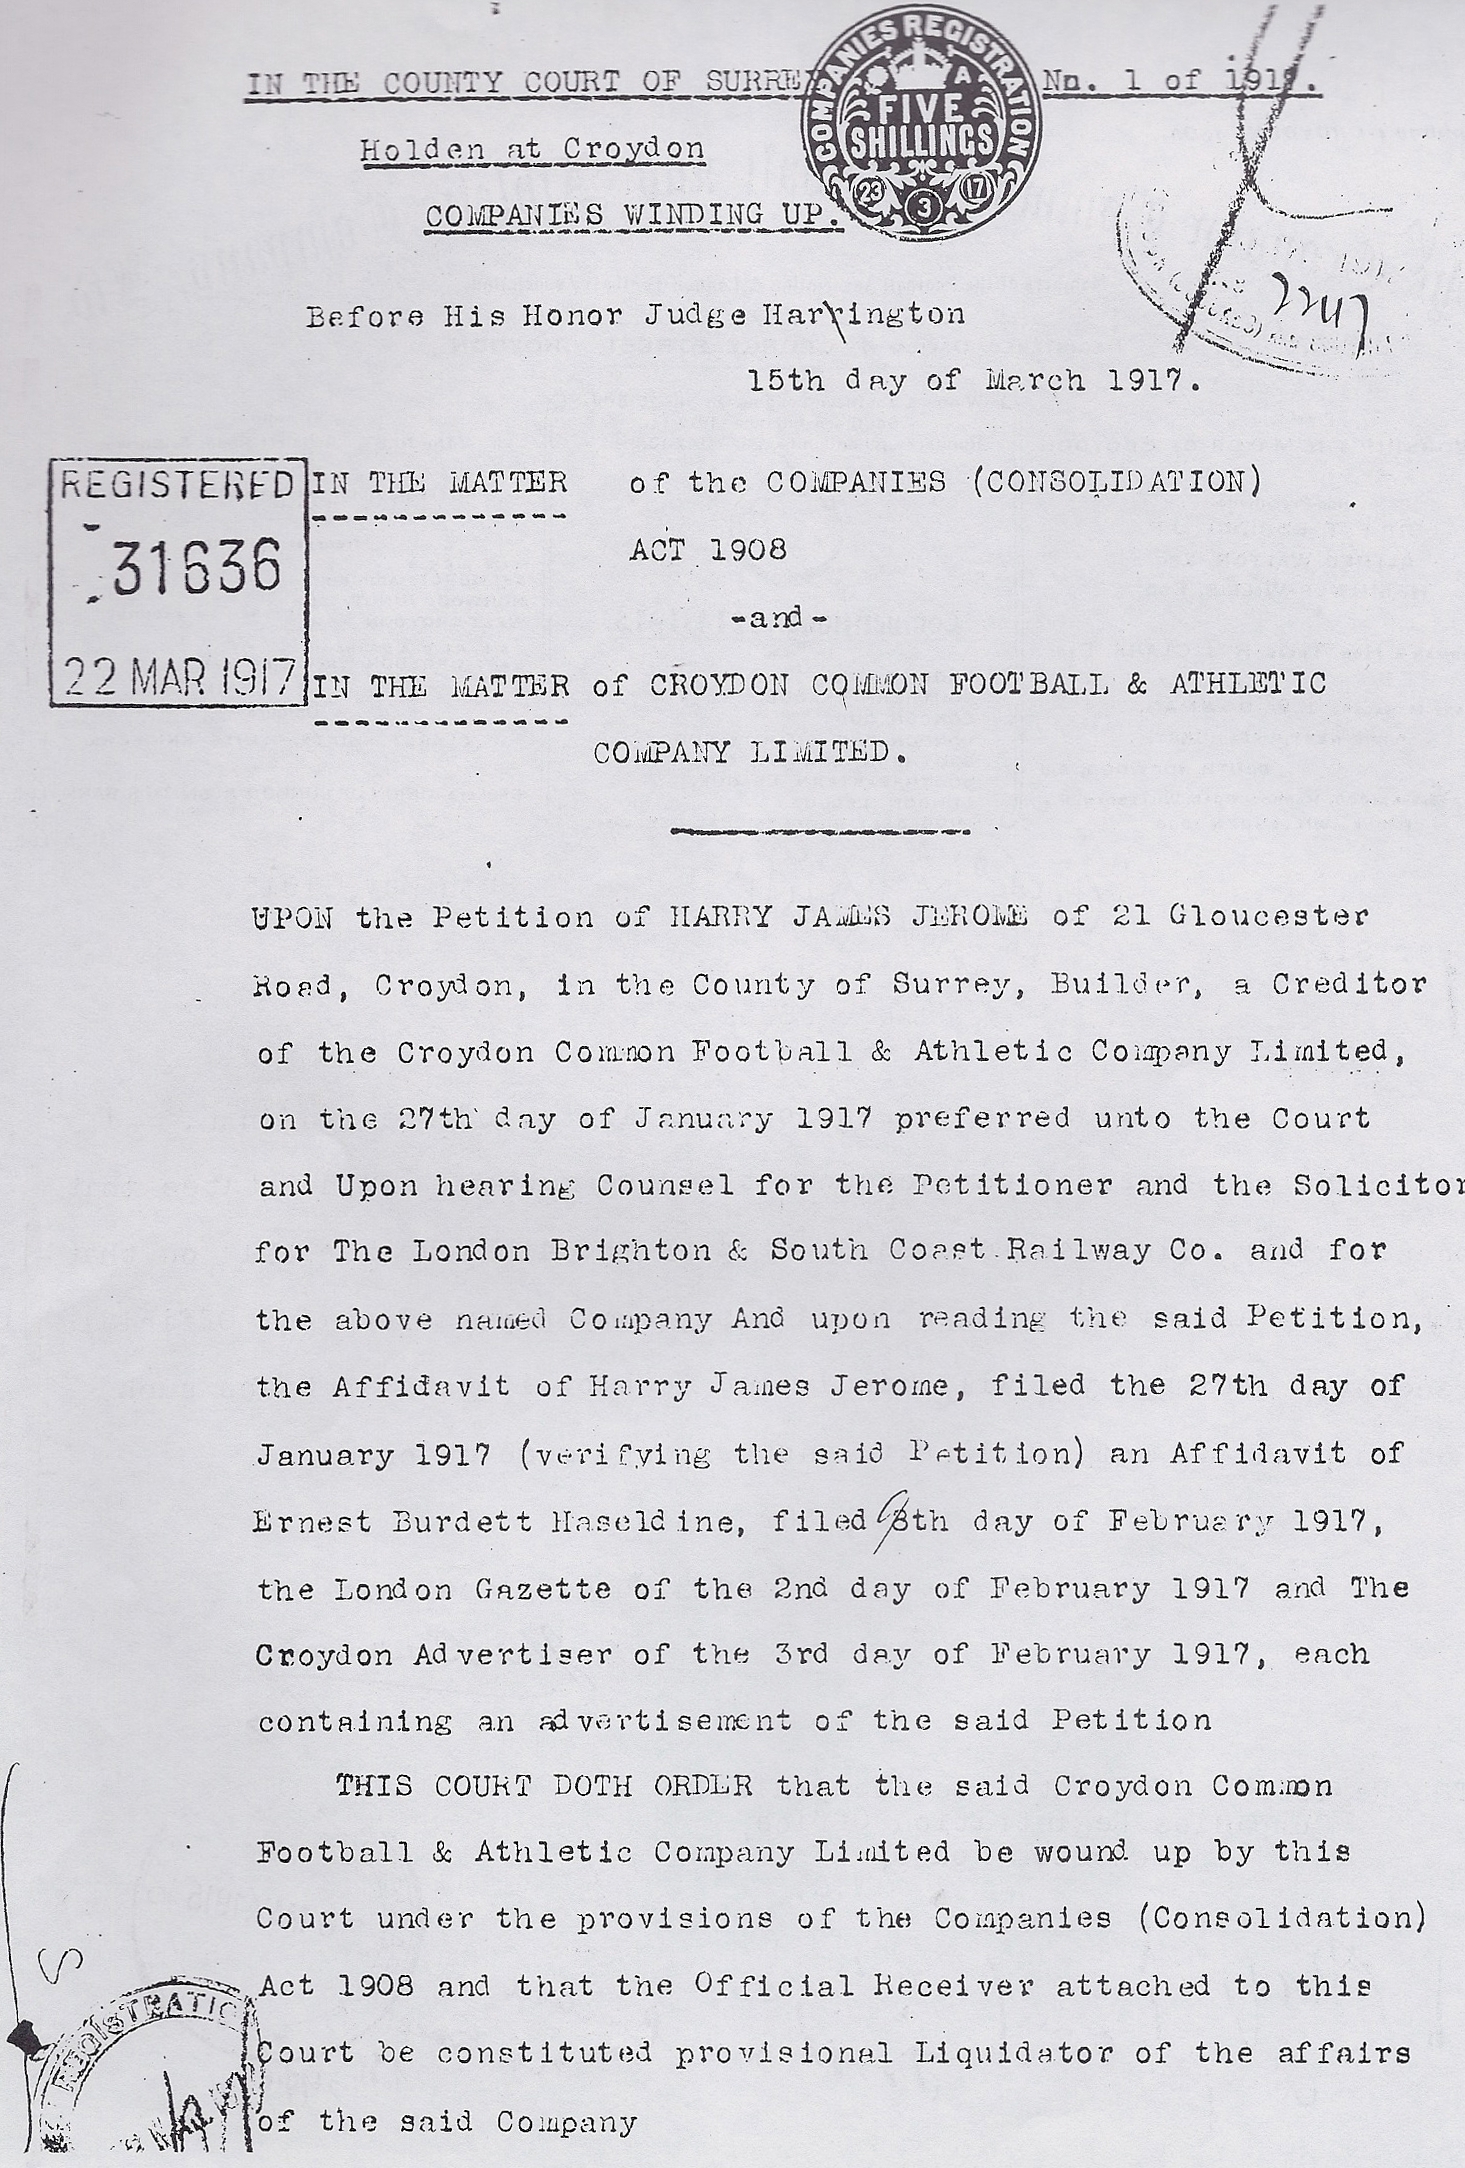 IN THE COUNTY COURT OF SURREY No. 1 of 1917.
COMPANIES REGISTRATION
A
FIVE
SHILLINGS
23 3 17
Holden at Croydon
COMPANIES WINDING UP.
Before His Honor Judge Harrington
15th day of March 1917.
REGISTERED
31636
22 MAR 1917
IN THE MATTER of the COMPANIES (CONSOLIDATION)
ACT 1908
-and-
IN THE MATTER of CROYDON COMMON FOOTBALL & ATHLETIC
COMPANY LIMITED.
UPON the Petition of HARRY JAMES JEROME of 21 Gloucester
Road, Croydon, in the County of Surrey, Builder, a Creditor
of the Croydon Common Football & Athletic Company Limited,
on the 27th day of January 1917 preferred unto the Court
and Upon hearing Counsel for the Petitioner and the Solicitor
for The London Brighton & South Coast Railway Co. and for
the above named Company And upon reading the said Petition,
the Affidavit of Harry James Jerome, filed the 27th day of
January 1917 (verifying the said Petition) an Affidavit of
Ernest Burdett Haseldine, filed 8th day of February 1917,
the London Gazette of the 2nd day of February 1917 and The
Croydon Advertiser of the 3rd day of February 1917, each
containing an advertisement of the said Petition
THIS COURT DOTH ORDER that the said Croydon Common
Football & Athletic Company Limited be wound up by this
Court under the provisions of the Companies (Consolidation)
Act 1908 and that the Official Receiver attached to this
Court be constituted provisional Liquidator of the affairs
of the said Company
REGISTRATION